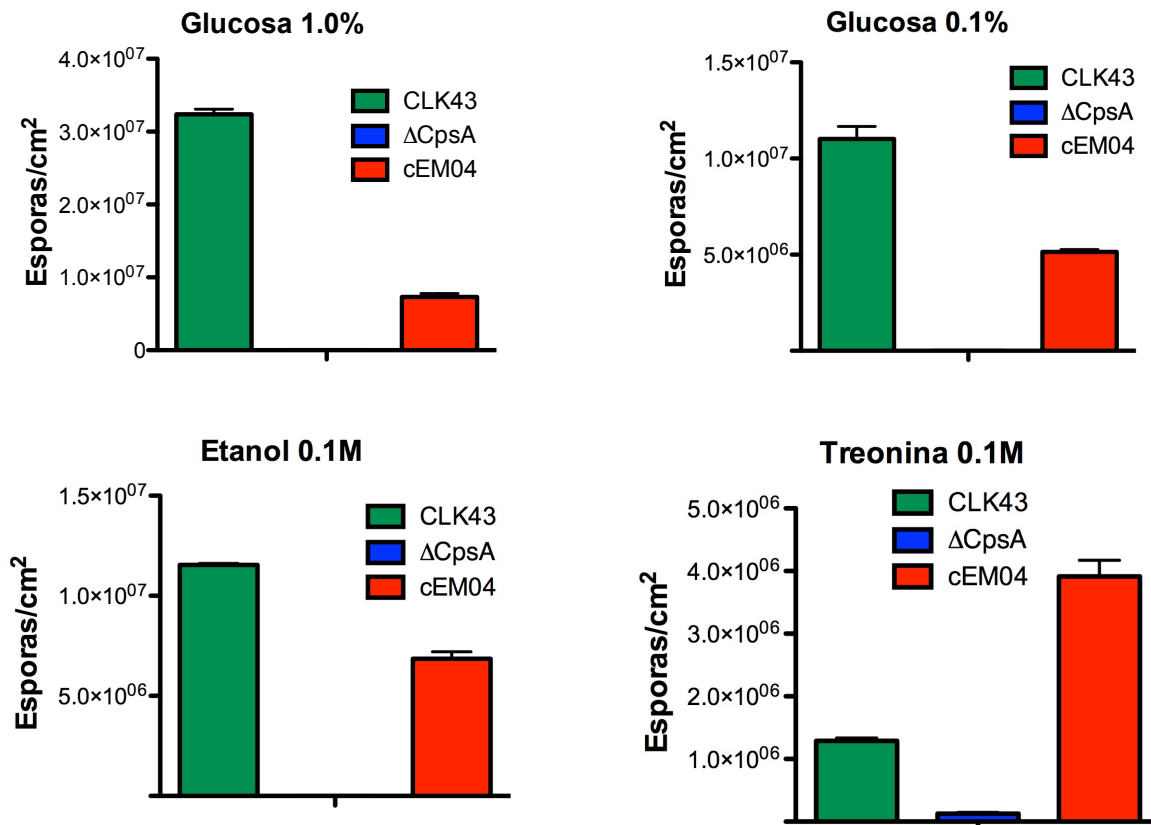 Glucosa 1.0%
4.0×10⁰⁷
3.0×10⁰⁷
2.0×10⁰⁷
1.0×10⁰⁷
0
Esporas/cm²
CLK43
ΔCpsA
cEM04
Glucosa 0.1%
1.5×10⁰⁷
1.0×10⁰⁷
5.0×10⁰⁶
Esporas/cm²
CLK43
ΔCpsA
cEM04
Etanol 0.1M
1.5×10⁰⁷
1.0×10⁰⁷
5.0×10⁰⁶
Esporas/cm²
CLK43
ΔCpsA
cEM04
Treonina 0.1M
5.0×10⁰⁶
4.0×10⁰⁶
3.0×10⁰⁶
2.0×10⁰⁶
1.0×10⁰⁶
Esporas/cm²
CLK43
ΔCpsA
cEM04